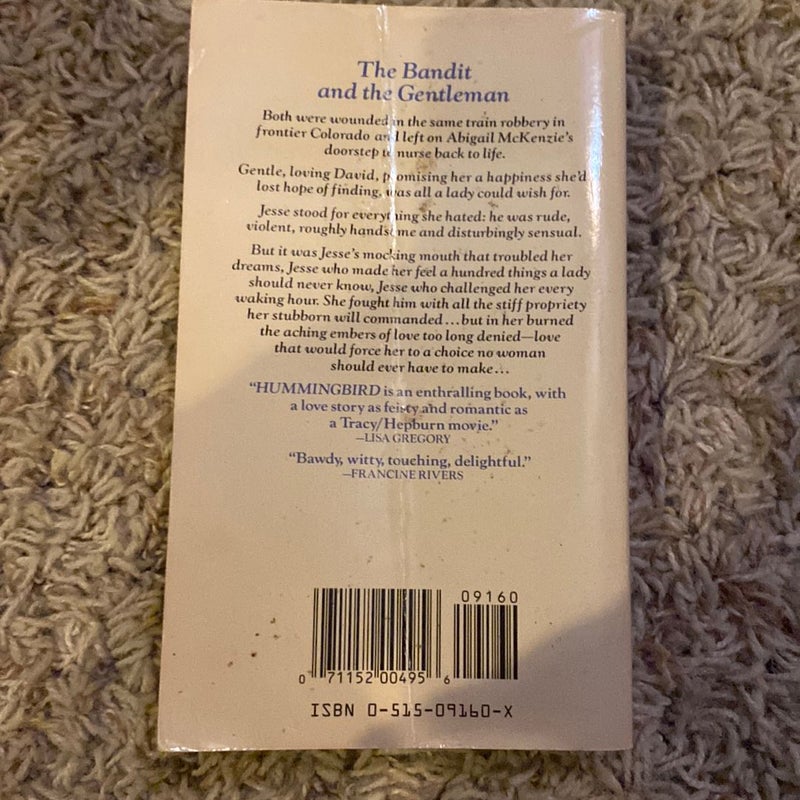 The Bandit
and the Gentleman
Both were wounded in the same train robbery in
frontier Colorado and left on Abigail McKenzie's
doorstep to nurse back to life.
Gentle, loving David, promising her a happiness she'd
lost hope of finding, was all a lady could wish for.
Jesse stood for everything she hated: he was rude,
violent, roughly handsome and disturbingly sensual.
But it was Jesse's mocking mouth that troubled her
dreams, Jesse who made her feel a hundred things a lady
should never know, Jesse who challenged her every
waking hour. She fought him with all the stiff propriety
her stubborn will commanded...but in her burned
the aching embers of love too long denied—love
that would force her to a choice no woman
should ever have to make...
"HUMMINGBIRD is an enthralling book, with
a love story as feisty and romantic as
a Tracy/Hepburn movie."
—LISA GREGORY
"Bawdy, witty, touching, delightful."
—FRANCINE RIVERS
09160
0 71152 00495 6
ISBN 0-515-09160-X